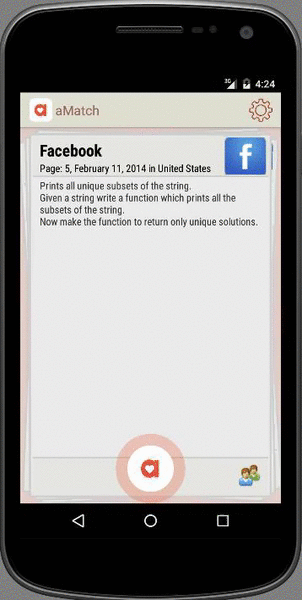 3G 4:24
a aMatch
Facebook
f
Page: 5, February 11, 2014 in United States
Prints all unique subsets of the string.
Given a string write a function which prints all the
subsets of the string.
Now make the function to return only unique solutions.
a